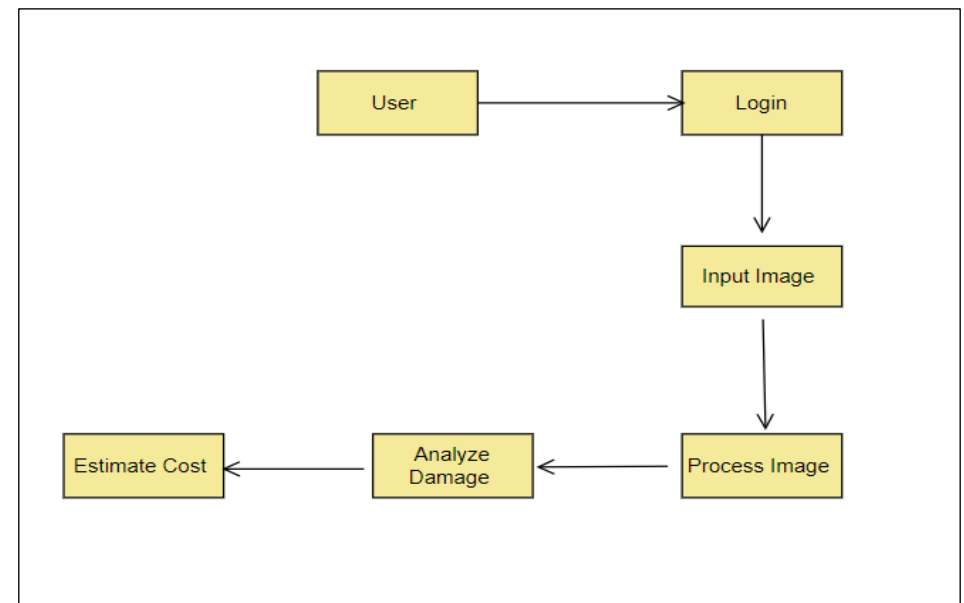 User
Login
Input Image
Process Image
Analyze
Damage
Estimate Cost